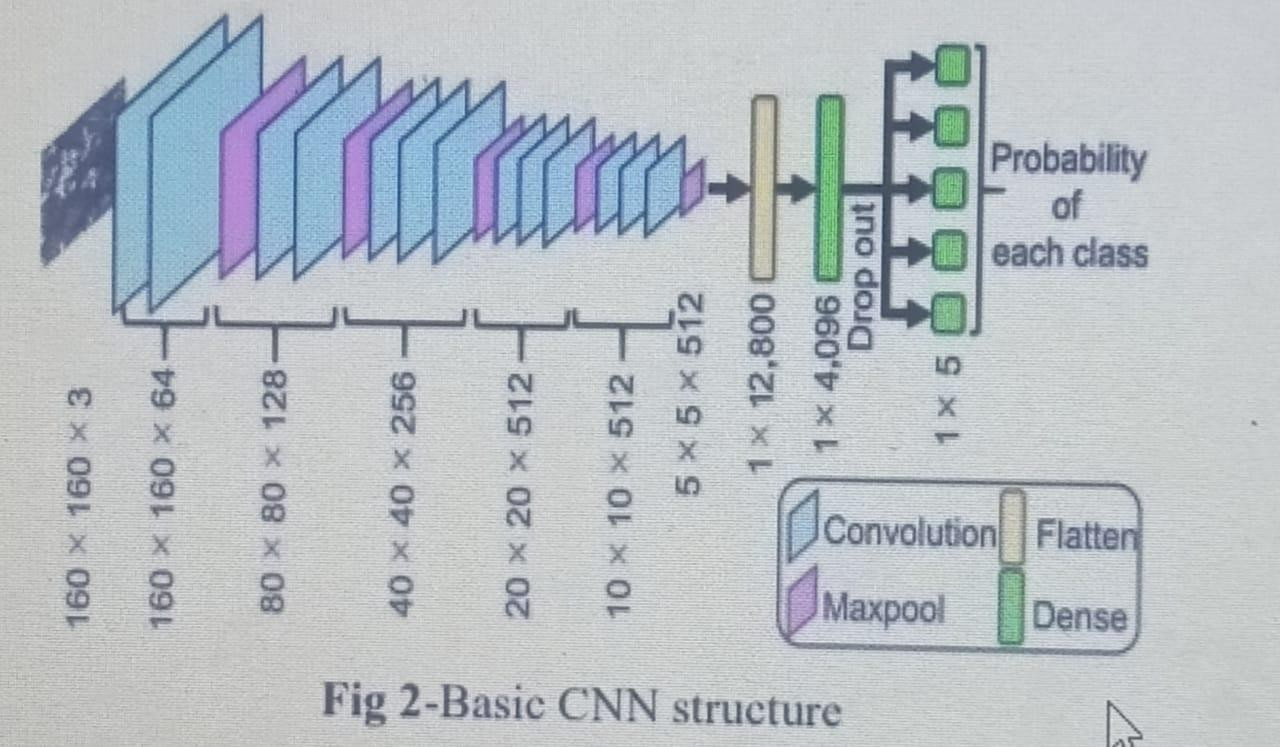 160 × 160 × 3
160 × 160 × 64
80 × 80 × 128
40 × 40 × 256
20 × 20 × 512
10 × 10 × 512
5 × 5 × 512
1 × 12,800
1 × 4,096
Drop out
1 × 5
Probability
of
each class
Convolution
Flatten
Maxpool
Dense
Fig 2-Basic CNN structure